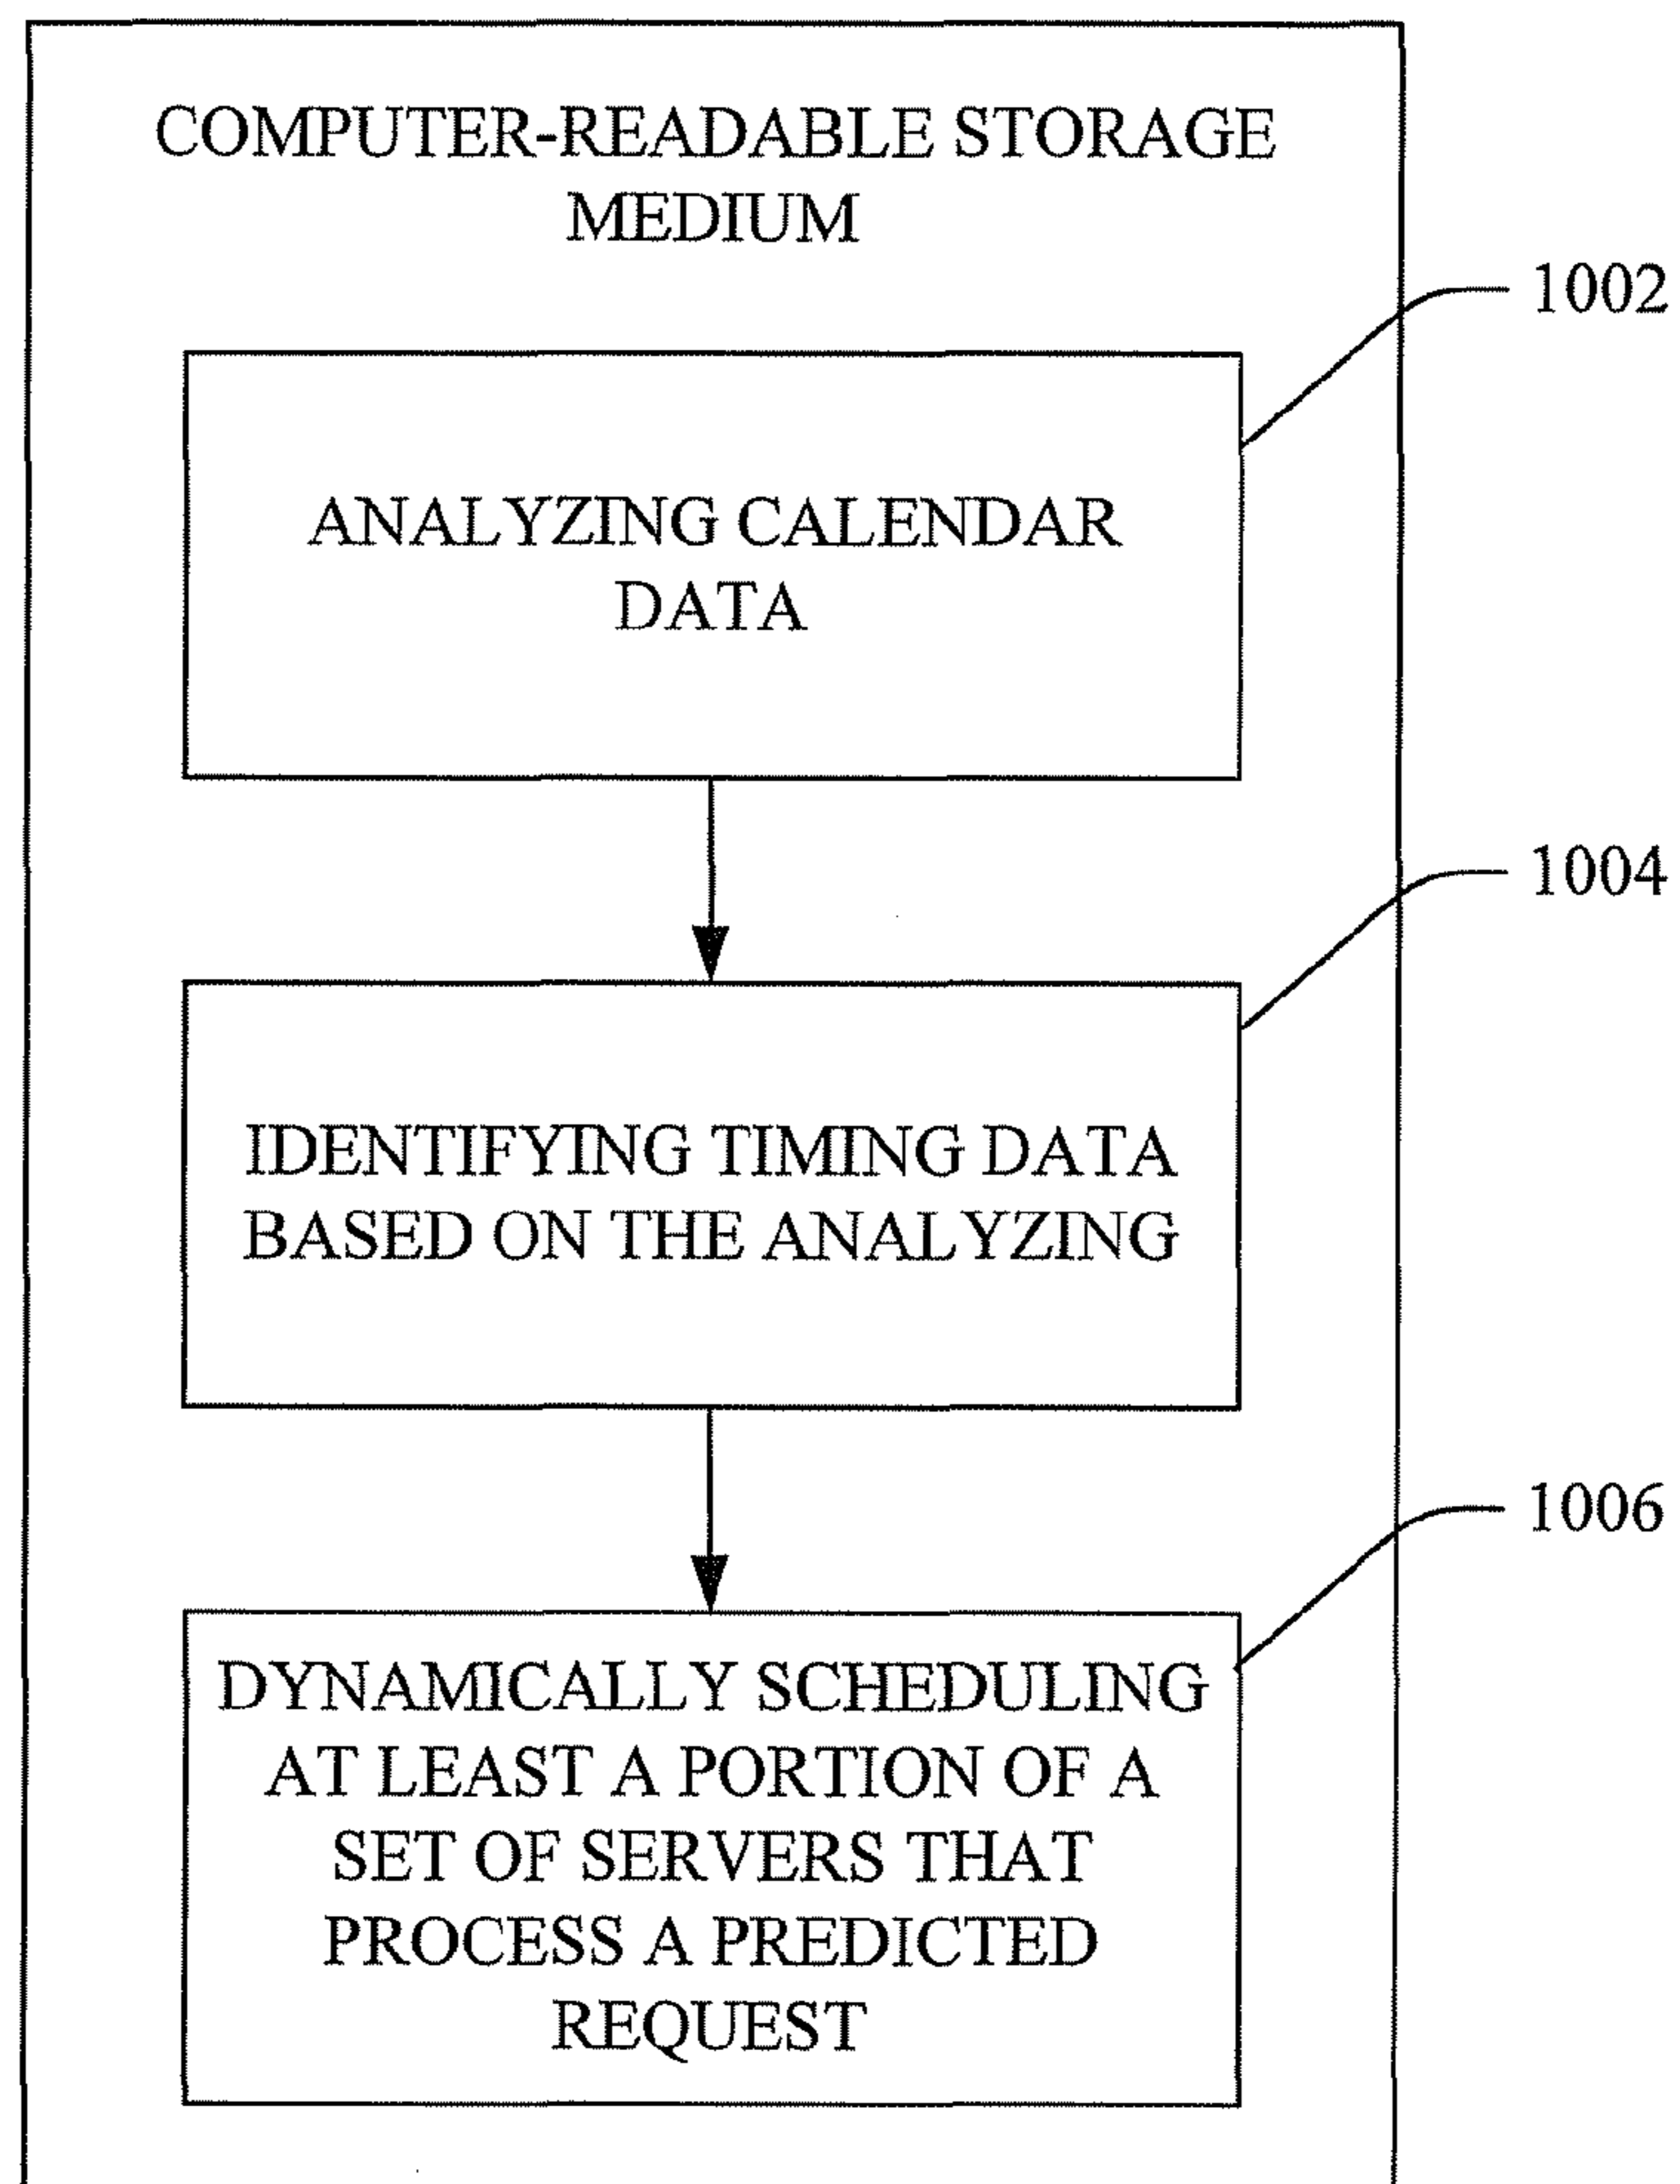 COMPUTER-READABLE STORAGE
MEDIUM
1002
ANALYZING CALENDAR
DATA
1004
IDENTIFYING TIMING DATA
BASED ON THE ANALYZING
1006
DYNAMICALLY SCHEDULING
AT LEAST A PORTION OF A
SET OF SERVERS THAT
PROCESS A PREDICTED
REQUEST